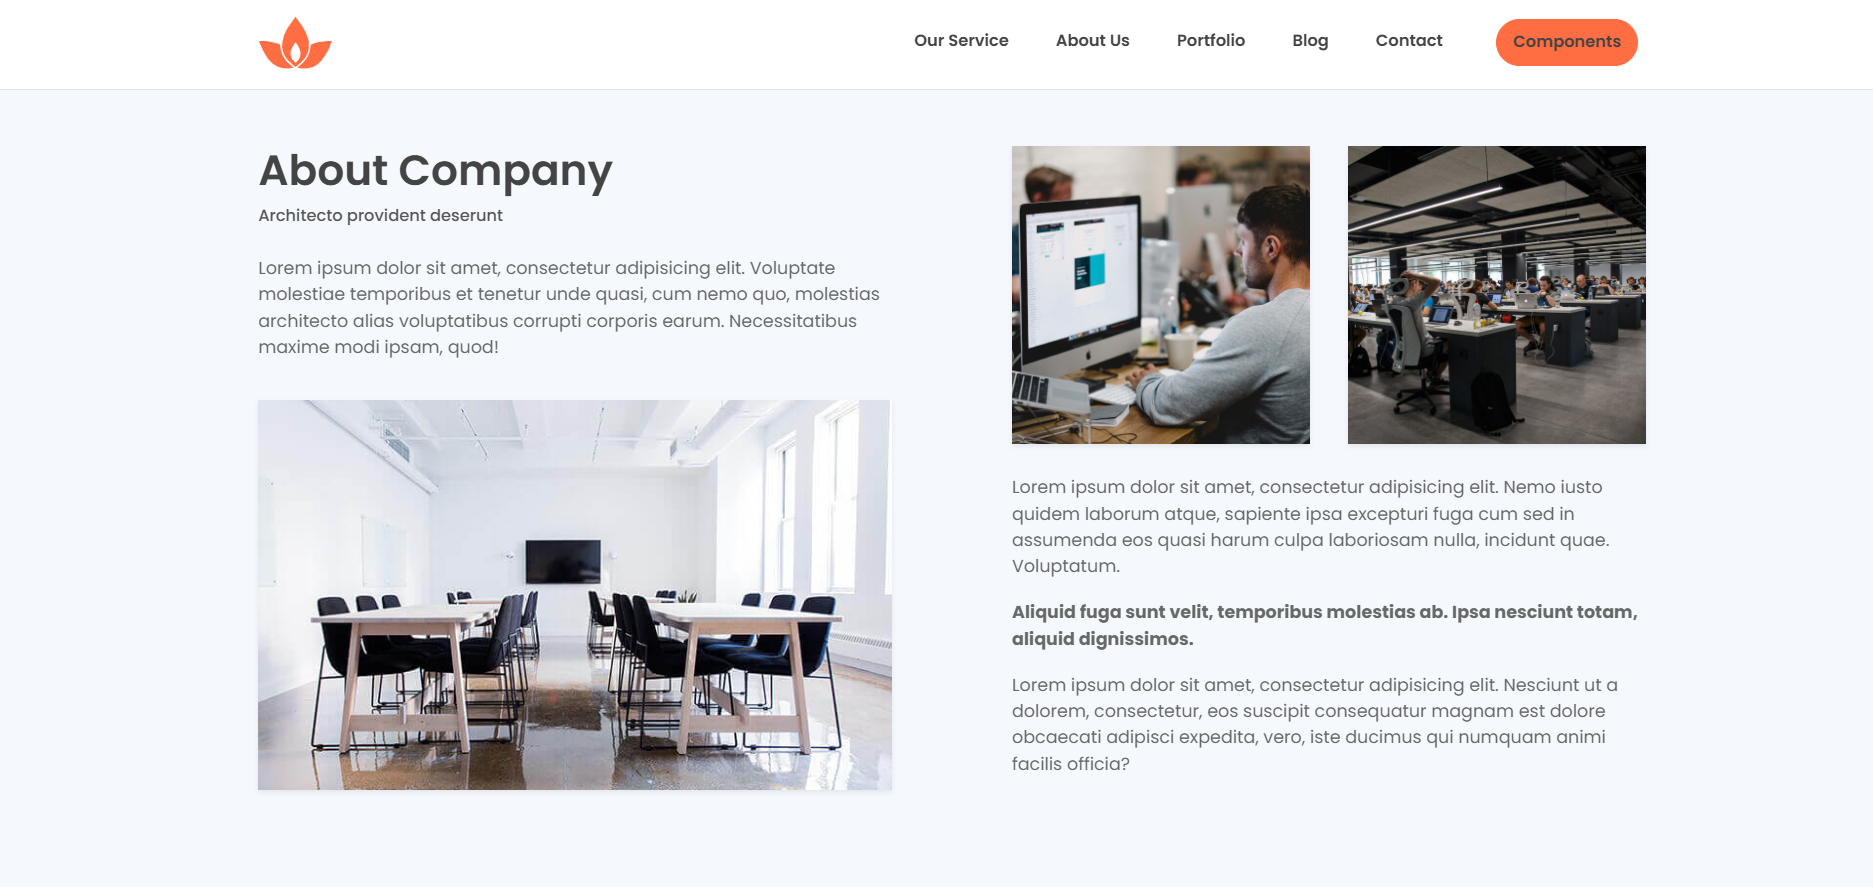 Our Service
About Us
Portfolio
Blog
Contact
Components
About Company
Architecto provident deserunt
Lorem ipsum dolor sit amet, consectetur adipisicing elit. Voluptate
molestiae temporibus et tenetur unde quasi, cum nemo quo, molestias
architecto alias voluptatibus corrupti corporis earum. Necessitatibus
maxime modi ipsam, quod!
Lorem ipsum dolor sit amet, consectetur adipisicing elit. Nemo iusto
quidem laborum atque, sapiente ipsa excepturi fuga cum sed in
assumenda eos quasi harum culpa laboriosam nulla, incidunt quae.
Voluptatum.
Aliquid fuga sunt velit, temporibus molestias ab. Ipsa nesciunt totam,
aliquid dignissimos.
Lorem ipsum dolor sit amet, consectetur adipisicing elit. Nesciunt ut a
dolorem, consectetur, eos suscipit consequatur magnam est dolore
obcaecati adipisci expedita, vero, iste ducimus qui numquam animi
facilis officia?